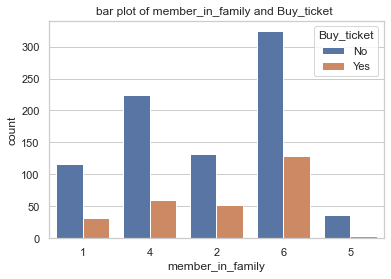 bar plot of member_in_family and Buy_ticket
Buy_ticket
No
Yes
300
250
200
150
100
50
0
count
1 4 2 6 5
member_in_family